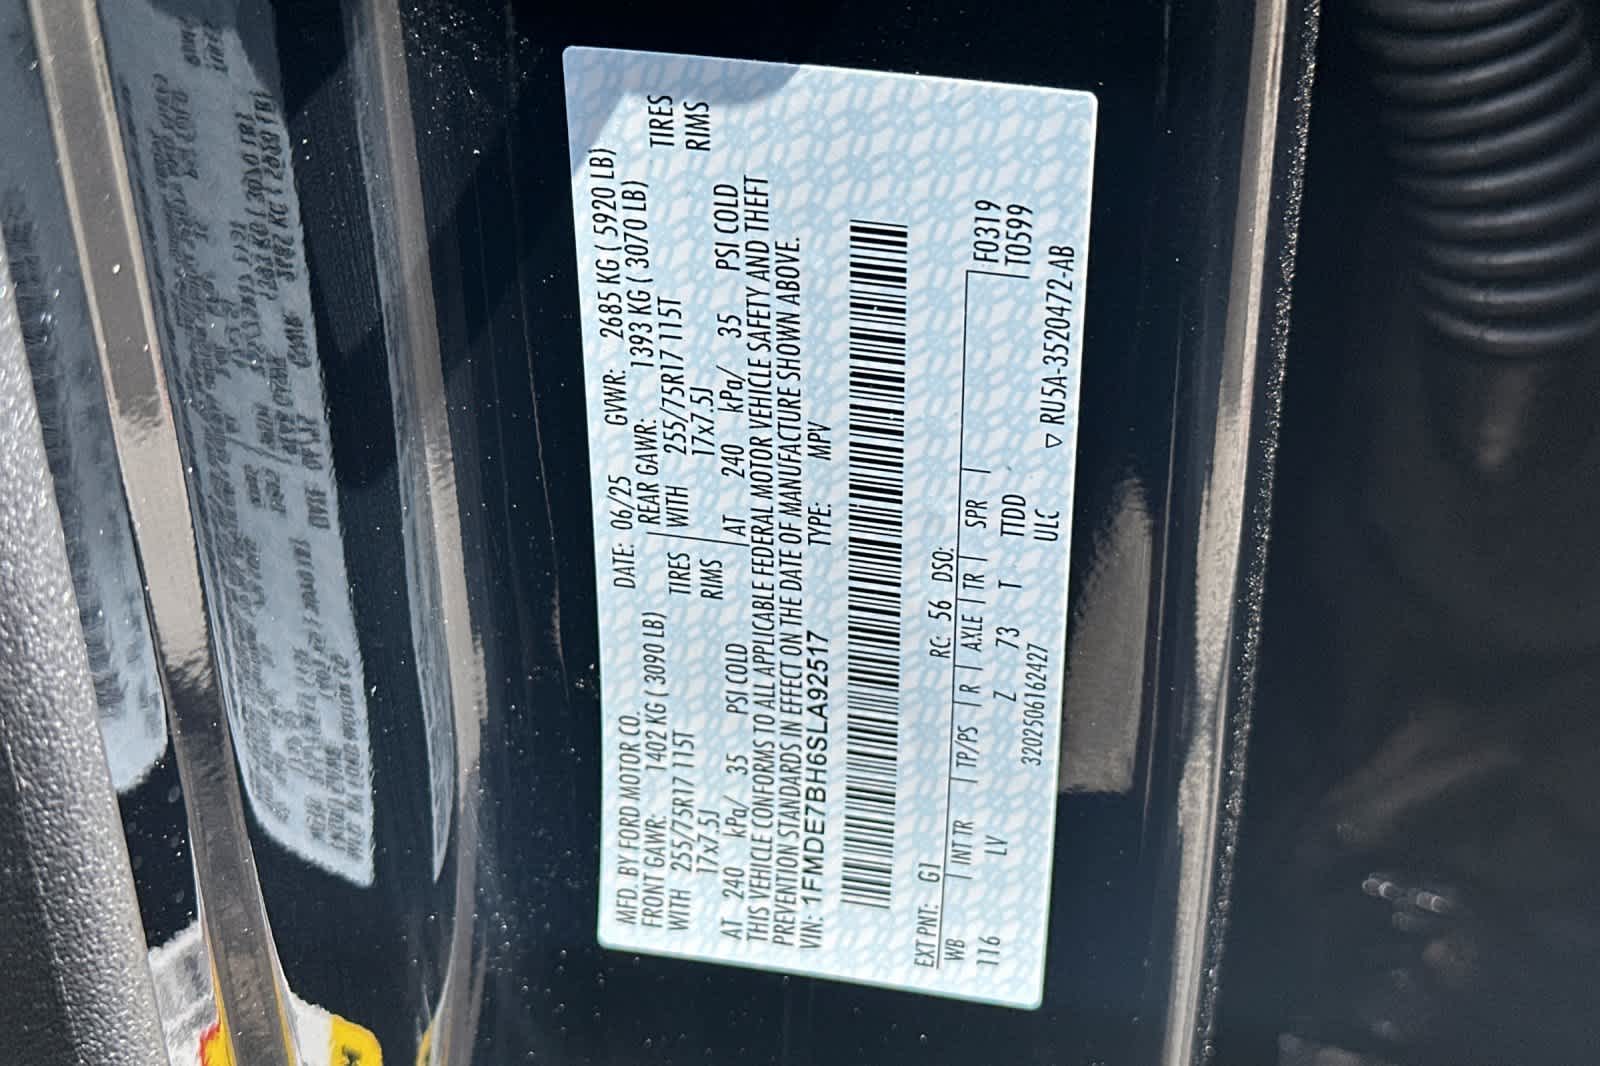 MFD. BY FORD MOTOR CO. DATE: 06/25 GVWR: 2685 KG ( 5920 LB)
FRONT GAWR: 1402 KG ( 3090 LB) REAR GAWR: 1393 KG ( 3070 LB)
WITH 255/75R17 115T TIRES WITH 255/75R17 115T TIRES
17x7.5J RIMS 17x7.5J RIMS
AT 240 kPa/ 35 PSI COLD AT 240 kPa/ 35 PSI COLD
THIS VEHICLE CONFORMS TO ALL APPLICABLE FEDERAL MOTOR VEHICLE SAFETY AND THEFT
PREVENTION STANDARDS IN EFFECT ON THE DATE OF MANUFACTURE SHOWN ABOVE.
VIN: 1FMDE7BH6SLA92517 TYPE: MPV
EXT PNT: G1 RC: 56 DSO: F0319
WB INT TR TP/PS R AXLE TR SPR T0599
116 LV Z 73 T TTDD
3202506162427 ULC
▽ RU5A-3520472-AB